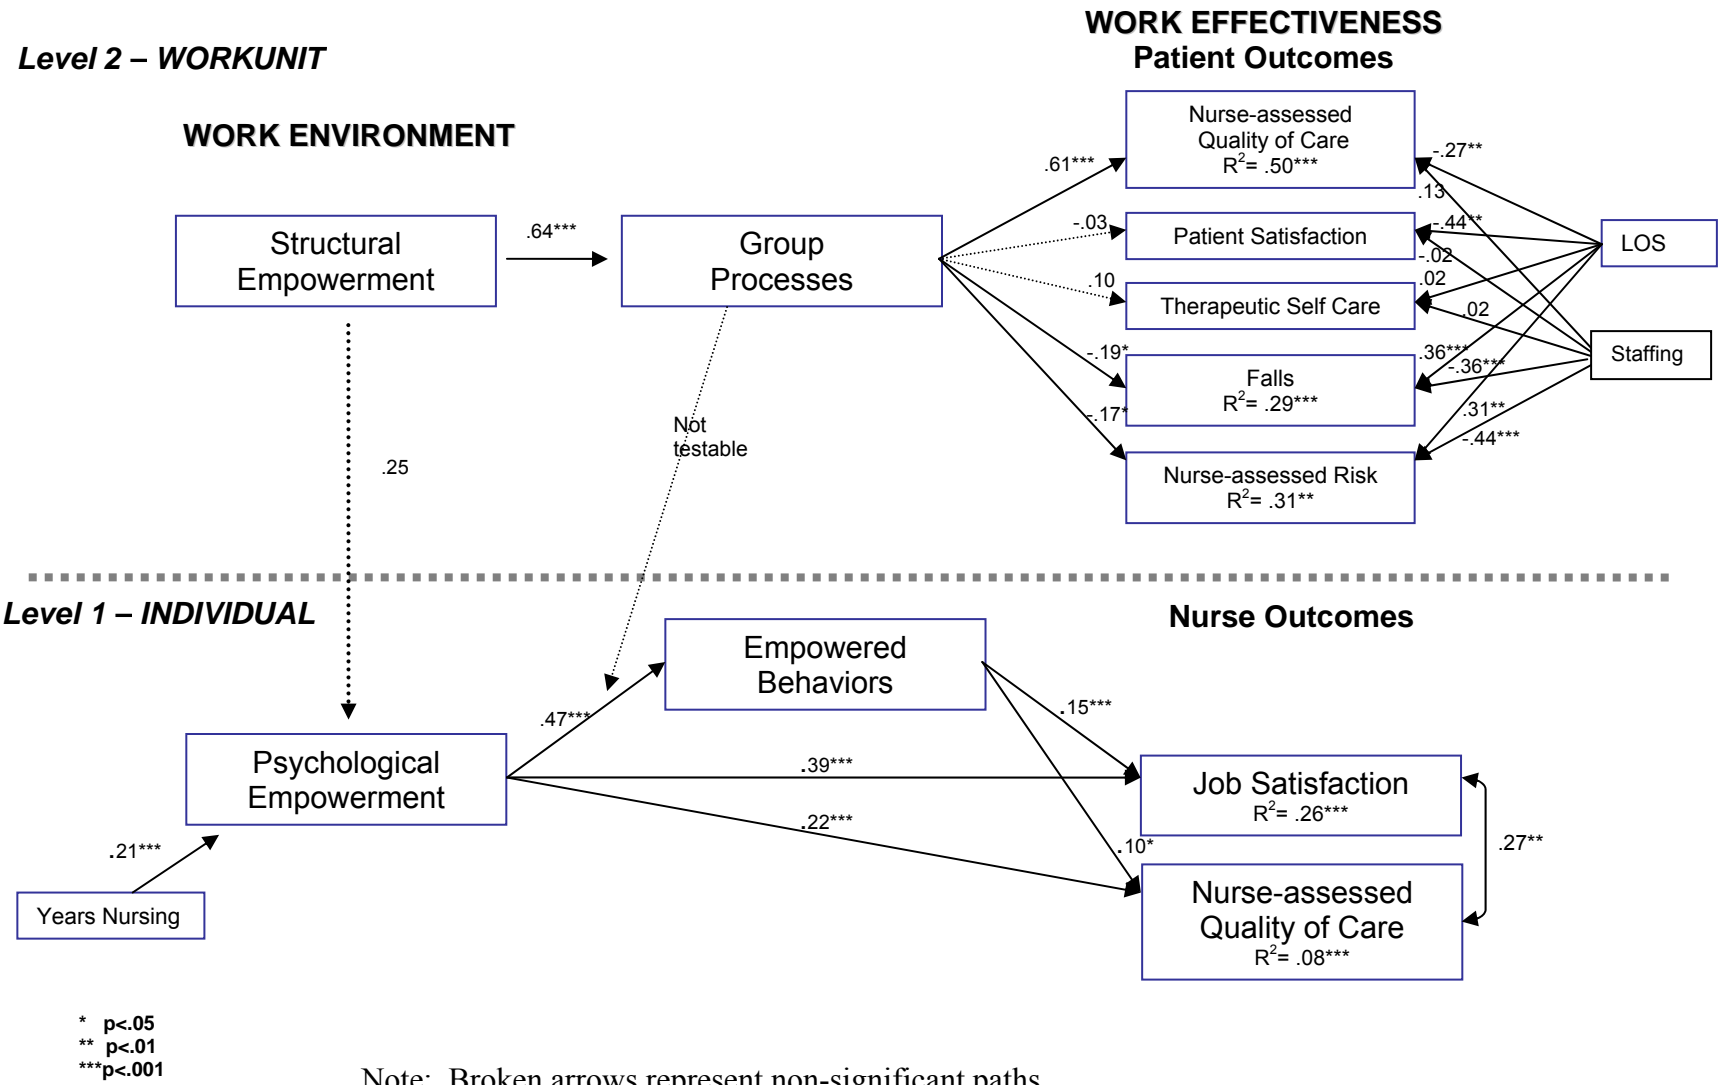 WORK EFFECTIVENESS
Patient Outcomes
Level 2 – WORKUNIT
WORK ENVIRONMENT
Structural
Empowerment
.64***
Group
Processes
.61***
-.03
.10
-.19*
-.17*
Nurse-assessed
Quality of Care
R2= .50***
Patient Satisfaction
Therapeutic Self Care
Falls
R2= .29***
Nurse-assessed Risk
R2= .31**
-.27**
.13
-.44**
-.02
.02
.02
.36***
-.36***
.31**
-.44***
LOS
Staffing
Not
testable
.25
Level 1 – INDIVIDUAL
Nurse Outcomes
Empowered
Behaviors
.47***
.15***
Psychological
Empowerment
.39***
.22***
.10*
Job Satisfaction
R2= .26***
.27**
Nurse-assessed
Quality of Care
R2= .08***
.21***
Years Nursing
* p<.05
** p<.01
***p<.001
Note: Broken arrows represent non-significant paths